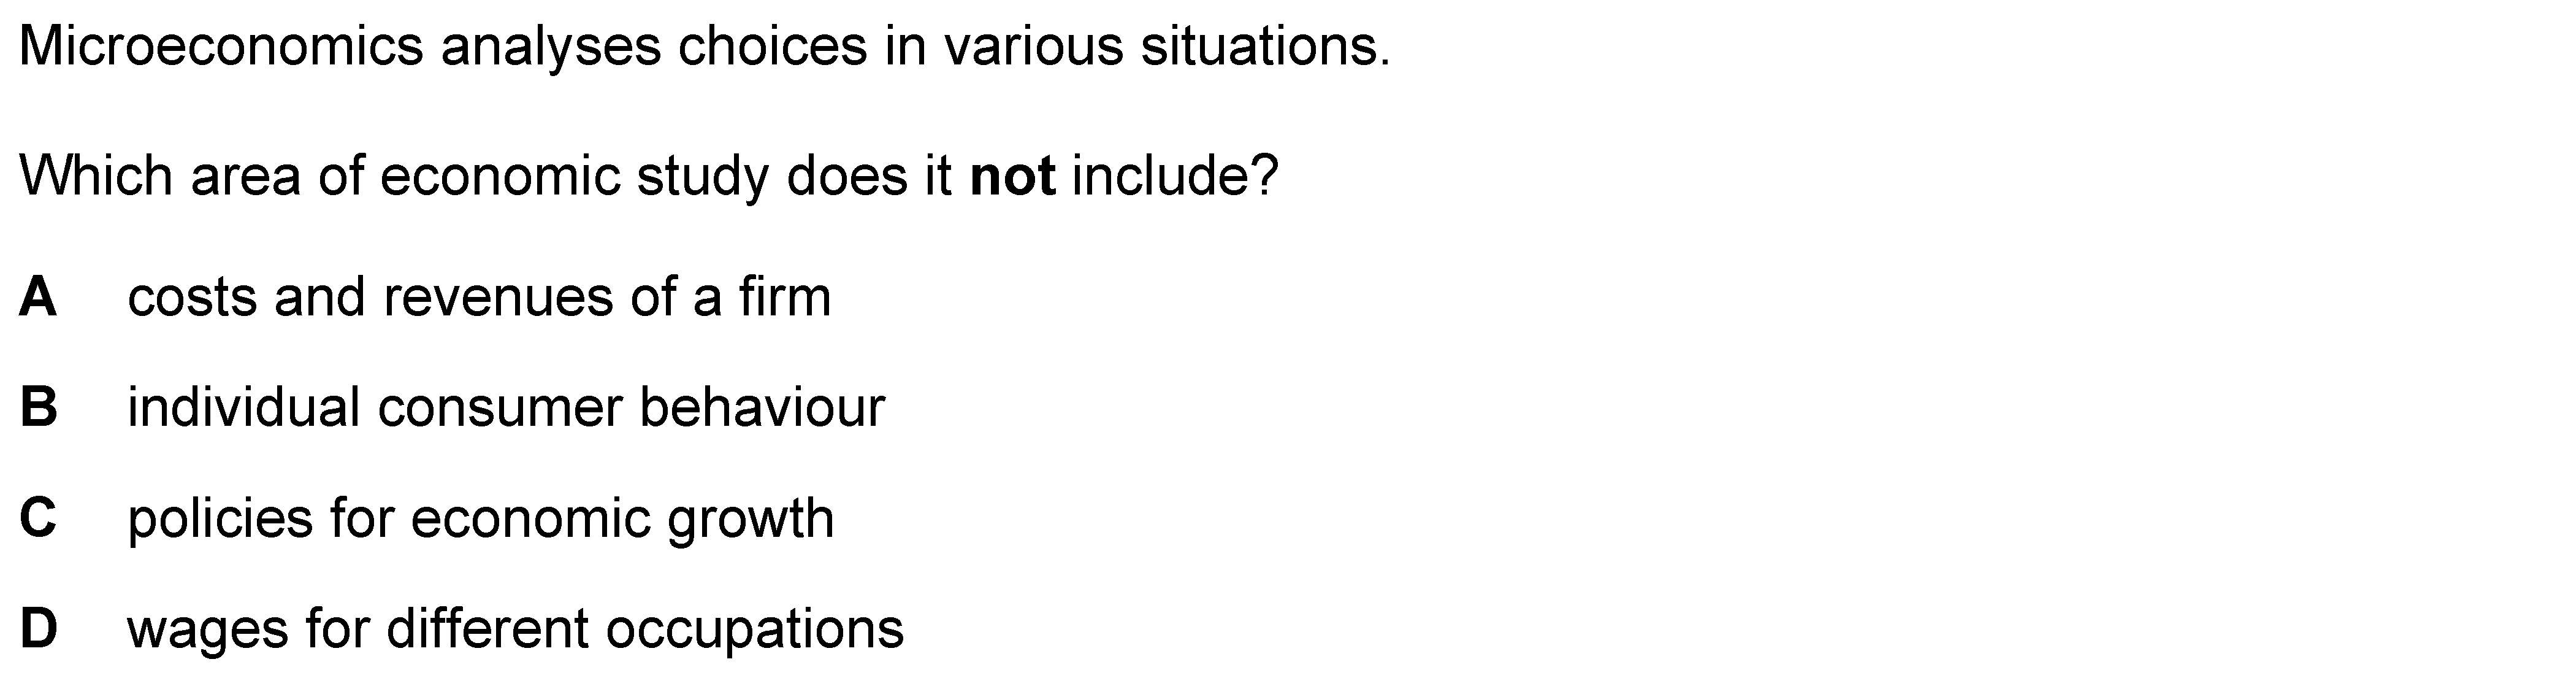 Microeconomics analyses choices in various situations.
Which area of economic study does it not include?
A costs and revenues of a firm
B individual consumer behaviour
C policies for economic growth
D wages for different occupations